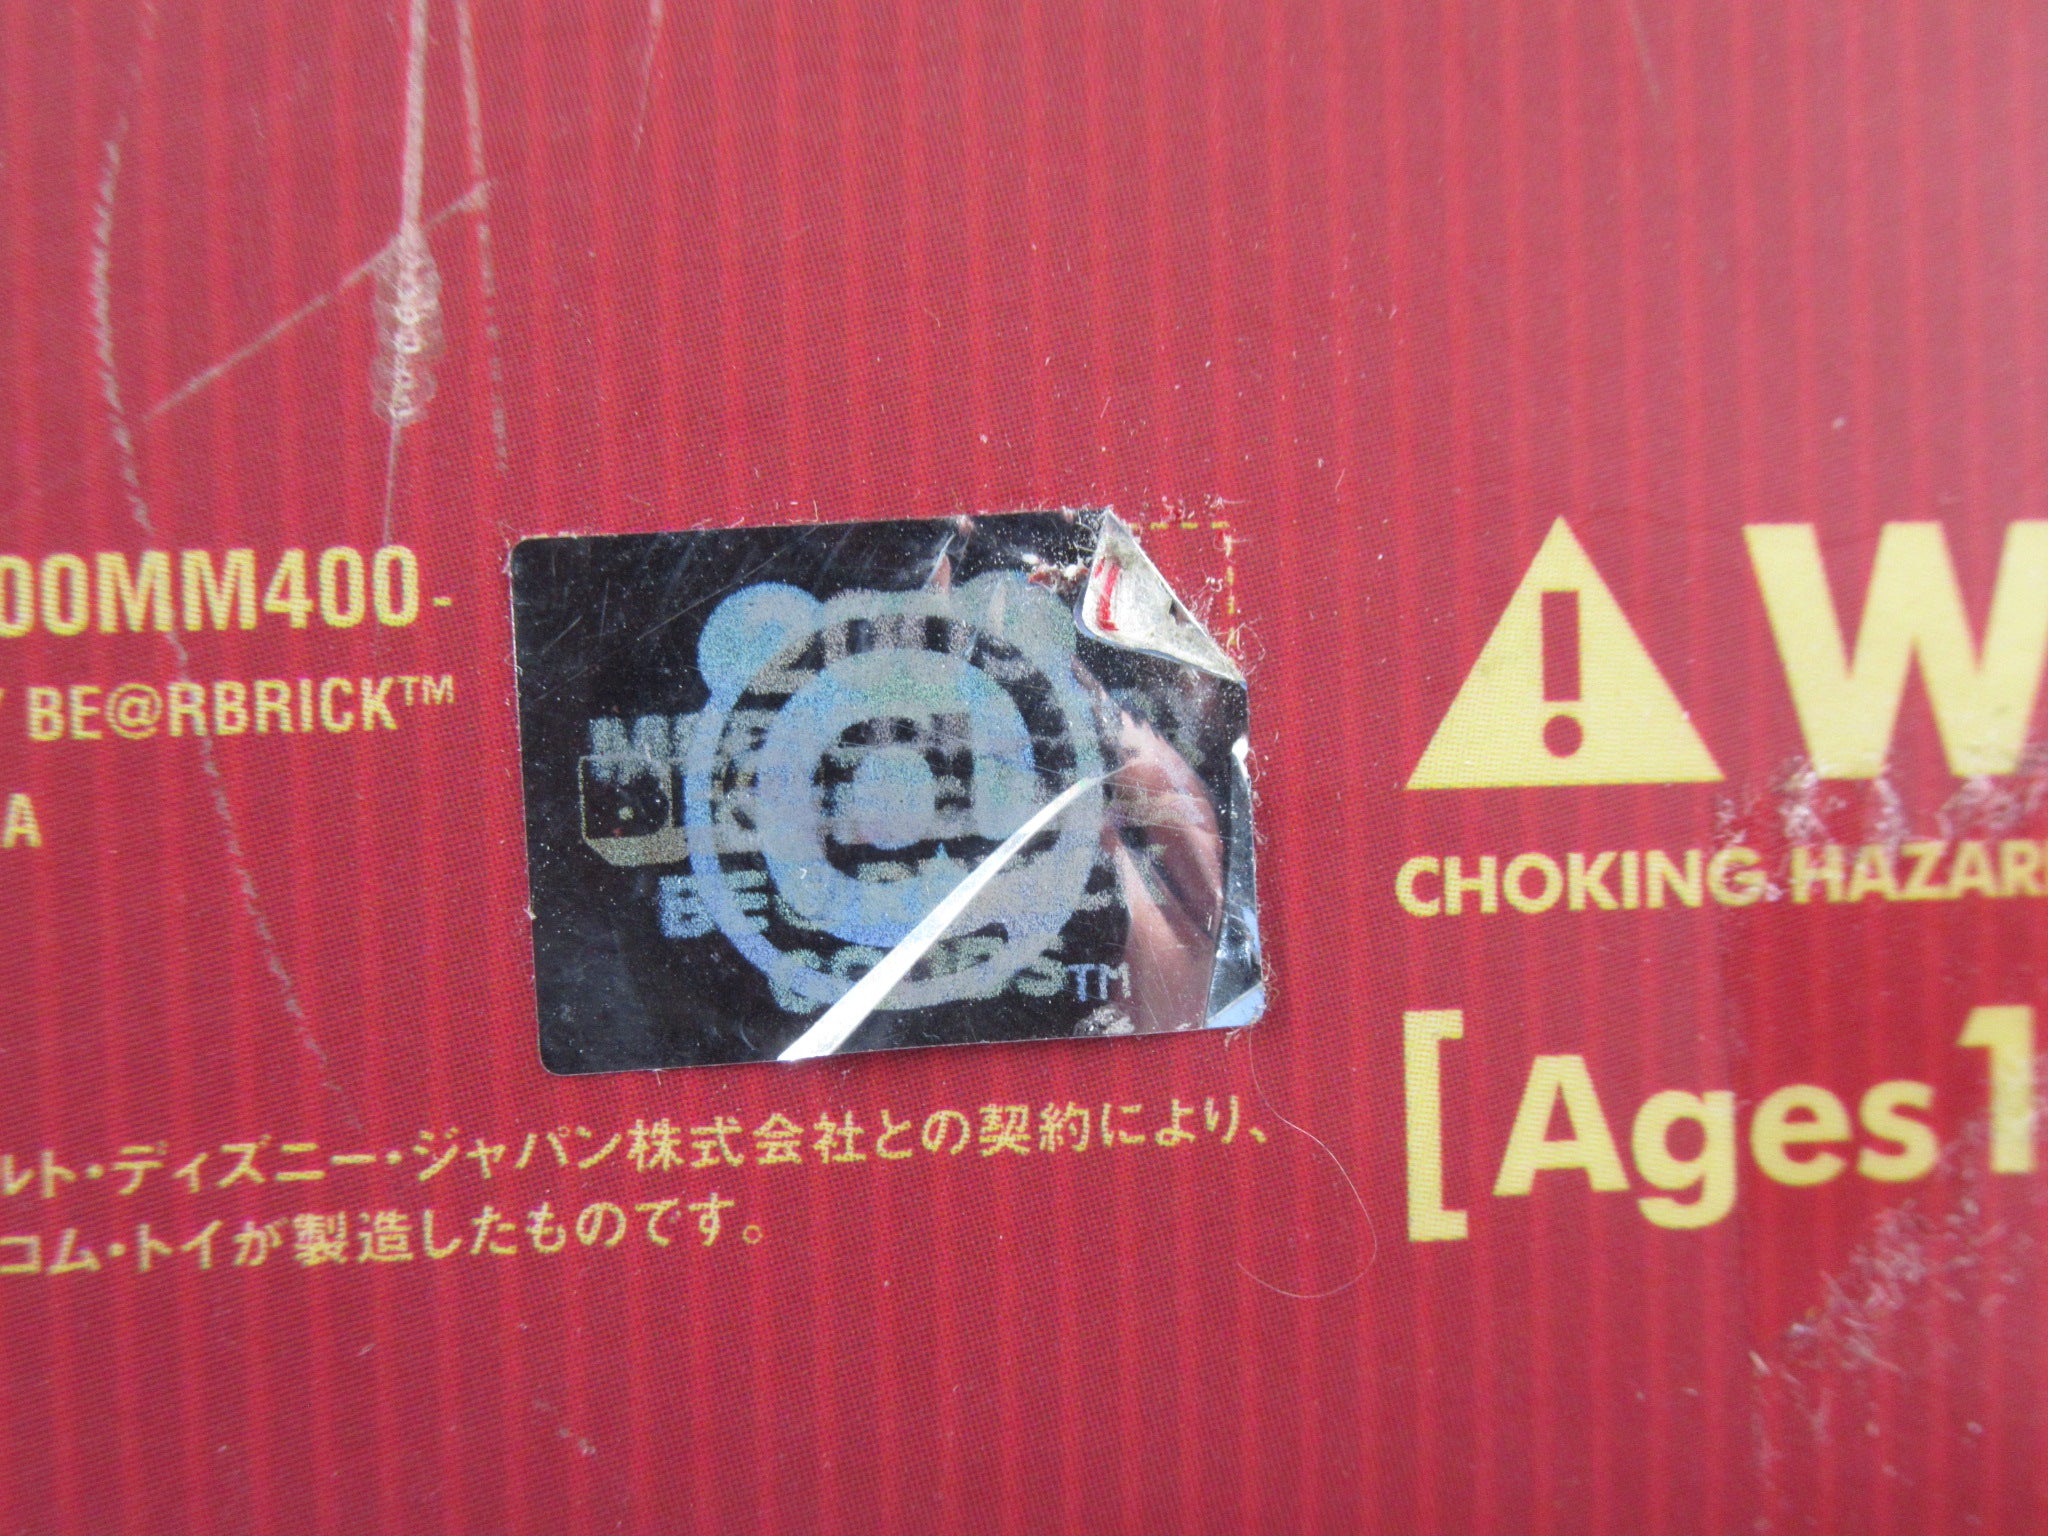 00MM400-
BE@RBRICK™
A
BE@R
TM
W
CHOKING HAZAR
[Ages 1
ルト・ディズニー・ジャパン株式会社との契約により、
コム・トイが製造したものです。